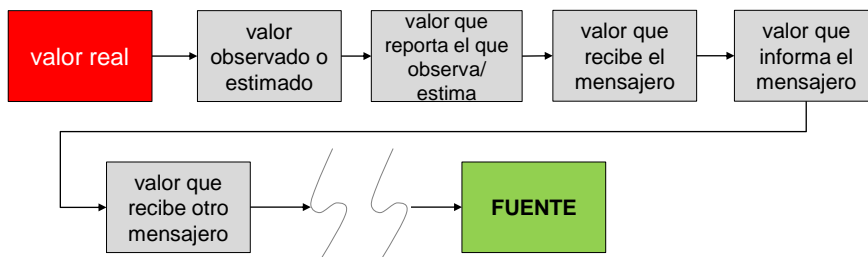 valor real
valor
observado o
estimado
valor que
reporta el que
observa/
estima
valor que
recibe el
mensajero
valor que
informa el
mensajero
valor que
recibe otro
mensajero
FUENTE